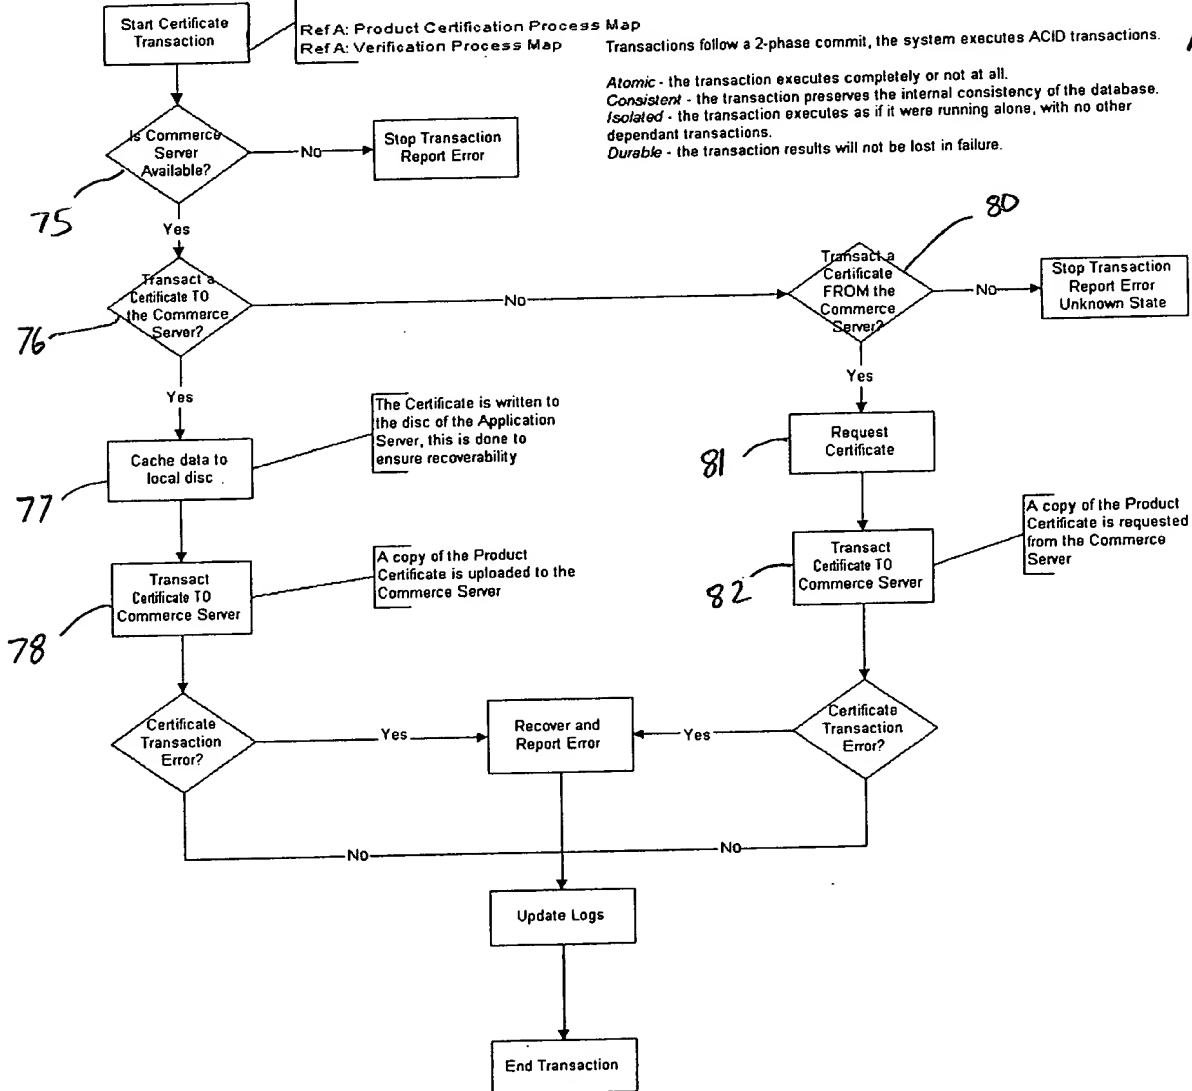 Start Certificate
Transaction
Ref A: Product Certification Process Map
Ref A: Verification Process Map
Transactions follow a 2-phase commit, the system executes ACID transactions.
Atomic - the transaction executes completely or not at all.
Consistent - the transaction preserves the internal consistency of the database.
Isolated - the transaction executes as if it were running alone, with no other
dependant transactions.
Durable - the transaction results will not be lost in failure.
Is Commerce
Server
Available?
No
Stop Transaction
Report Error
75
Yes
80
Transact a
Certificate TO
the Commerce
Server?
No
Transact a
Certificate
FROM the
Commerce
Server?
No
Stop Transaction
Report Error
Unknown State
76
Yes
Yes
The Certificate is written to
the disc of the Application
Server, this is done to
ensure recoverability
Cache data to
local disc
77
Request
Certificate
81
A copy of the Product
Certificate is requested
from the Commerce
Server
Transact
Certificate TO
Commerce Server
78
A copy of the Product
Certificate is uploaded to the
Commerce Server
Transact
Certificate TO
Commerce Server
82
Certificate
Transaction
Error?
Yes
Recover and
Report Error
Yes
Certificate
Transaction
Error?
No
No
Update Logs
End Transaction